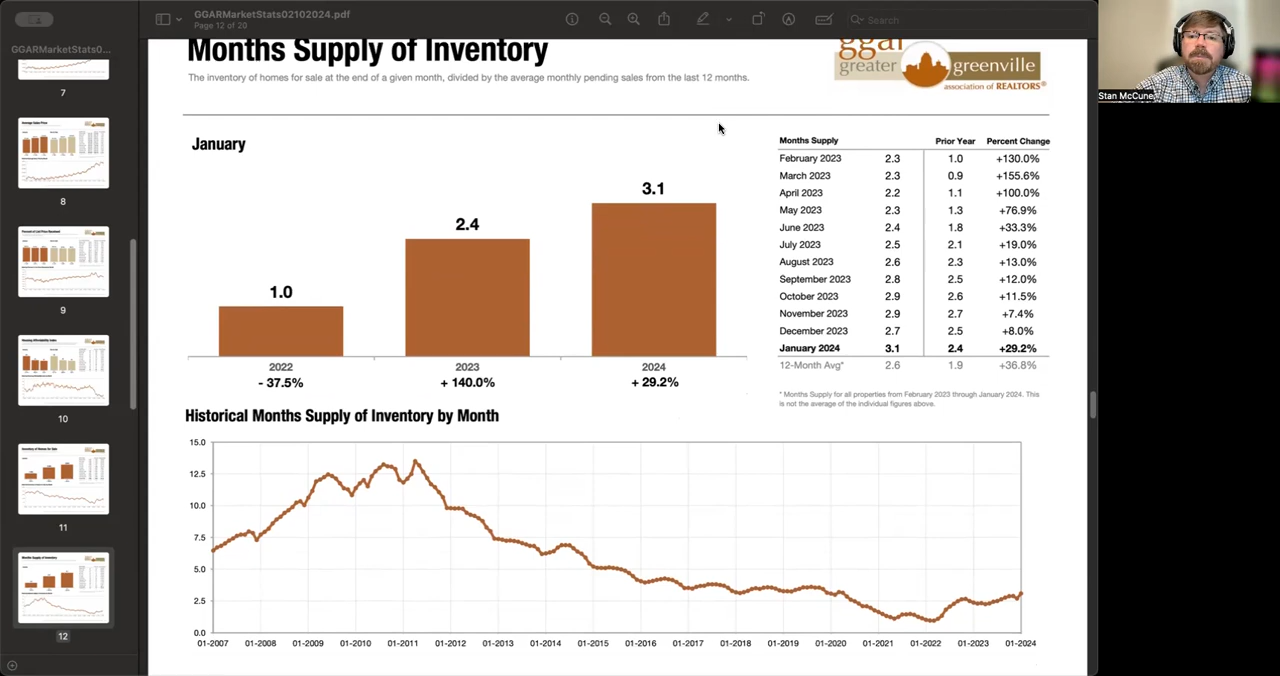 GGARMarketStats02102024.pdf
Page 12 of 20
Search
GGARMarketStats0...
7
8
9
10
11
12
Stan McCune
Months Supply of Inventory
The inventory of homes for sale at the end of a given month, divided by the average monthly pending sales from the last 12 months.
ggar
greater greenville
association of REALTORS®
January
1.0
2.4
3.1
2022 2023 2024
- 37.5% + 140.0% + 29.2%
Months Supply Prior Year Percent Change
February 2023 2.3 1.0 +130.0%
March 2023 2.3 0.9 +155.6%
April 2023 2.2 1.1 +100.0%
May 2023 2.3 1.3 +76.9%
June 2023 2.4 1.8 +33.3%
July 2023 2.5 2.1 +19.0%
August 2023 2.6 2.3 +13.0%
September 2023 2.8 2.5 +12.0%
October 2023 2.9 2.6 +11.5%
November 2023 2.9 2.7 +7.4%
December 2023 2.7 2.5 +8.0%
January 2024 3.1 2.4 +29.2%
12-Month Avg* 2.6 1.9 +36.8%
* Months Supply for all properties from February 2023 through January 2024. This
is not the average of the individual figures above.
Historical Months Supply of Inventory by Month
15.0
12.5
10.0
7.5
5.0
2.5
0.0
01-2007 01-2008 01-2009 01-2010 01-2011 01-2012 01-2013 01-2014 01-2015 01-2016 01-2017 01-2018 01-2019 01-2020 01-2021 01-2022 01-2023 01-2024